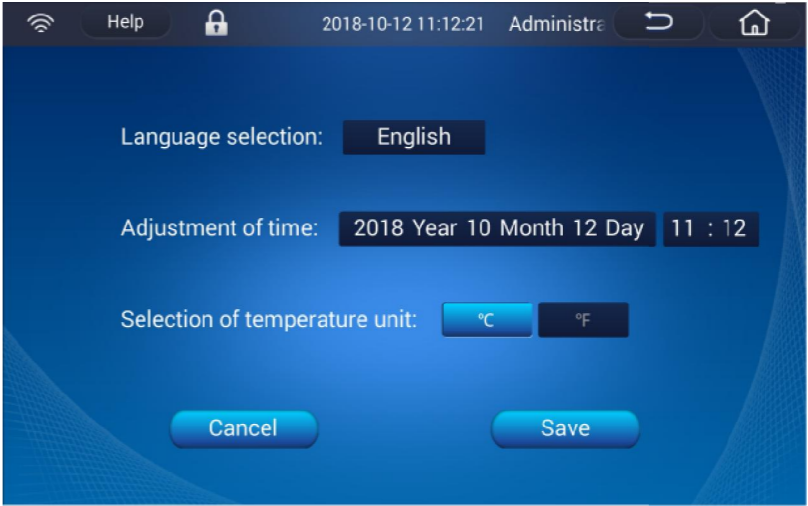 Help 2018-10-12 11:12:21 Administra
Language selection: English
Adjustment of time: 2018 Year 10 Month 12 Day 11 : 12
Selection of temperature unit: ℃ ℉
Cancel Save